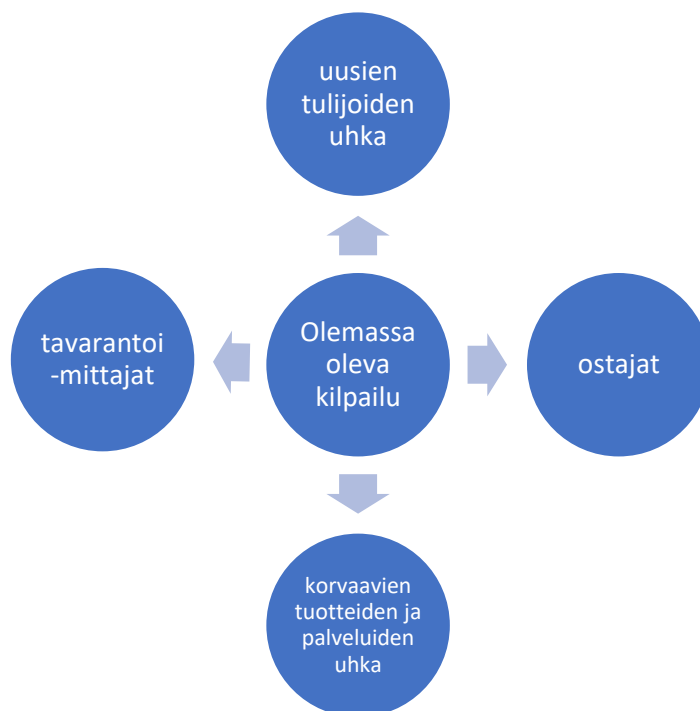 uusien
tulijoiden
uhka
tavarantoi
-mittajat
Olemassa
oleva
kilpailu
ostajat
korvaavien
tuotteiden ja
palveluiden
uhka